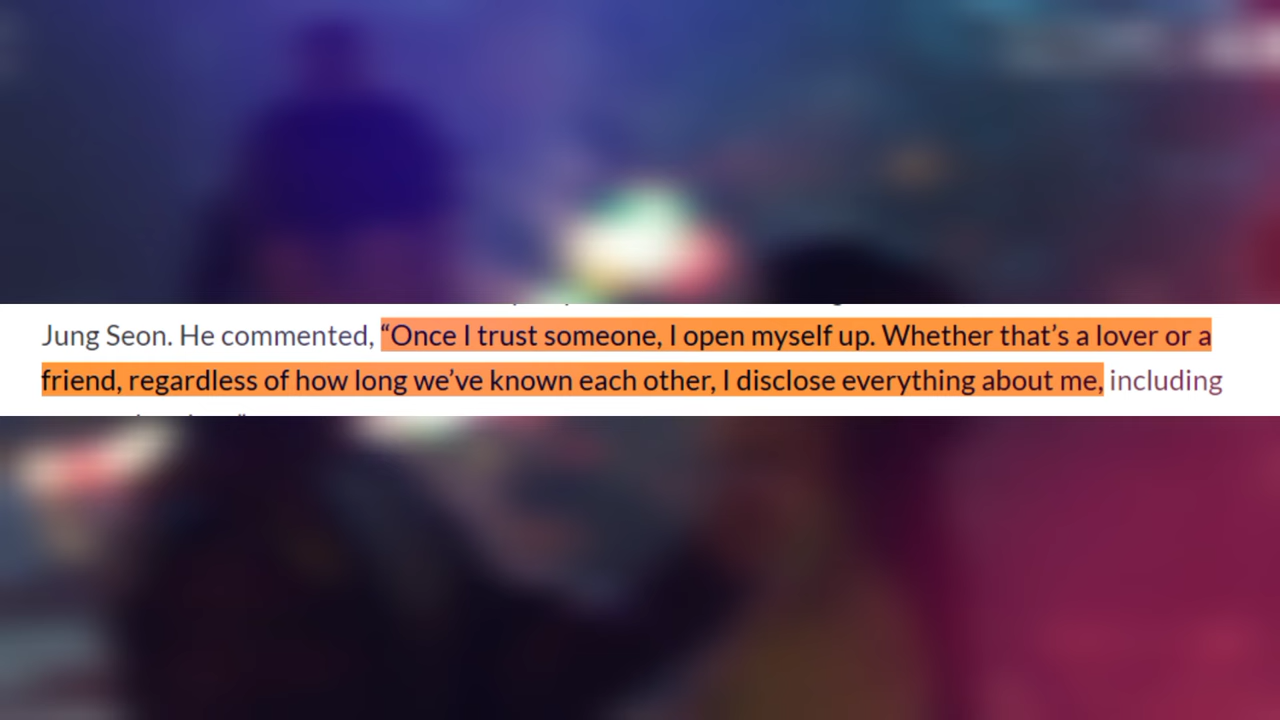 Jung Seon. He commented, “Once I trust someone, I open myself up. Whether that’s a lover or a
friend, regardless of how long we’ve known each other, I disclose everything about me, including